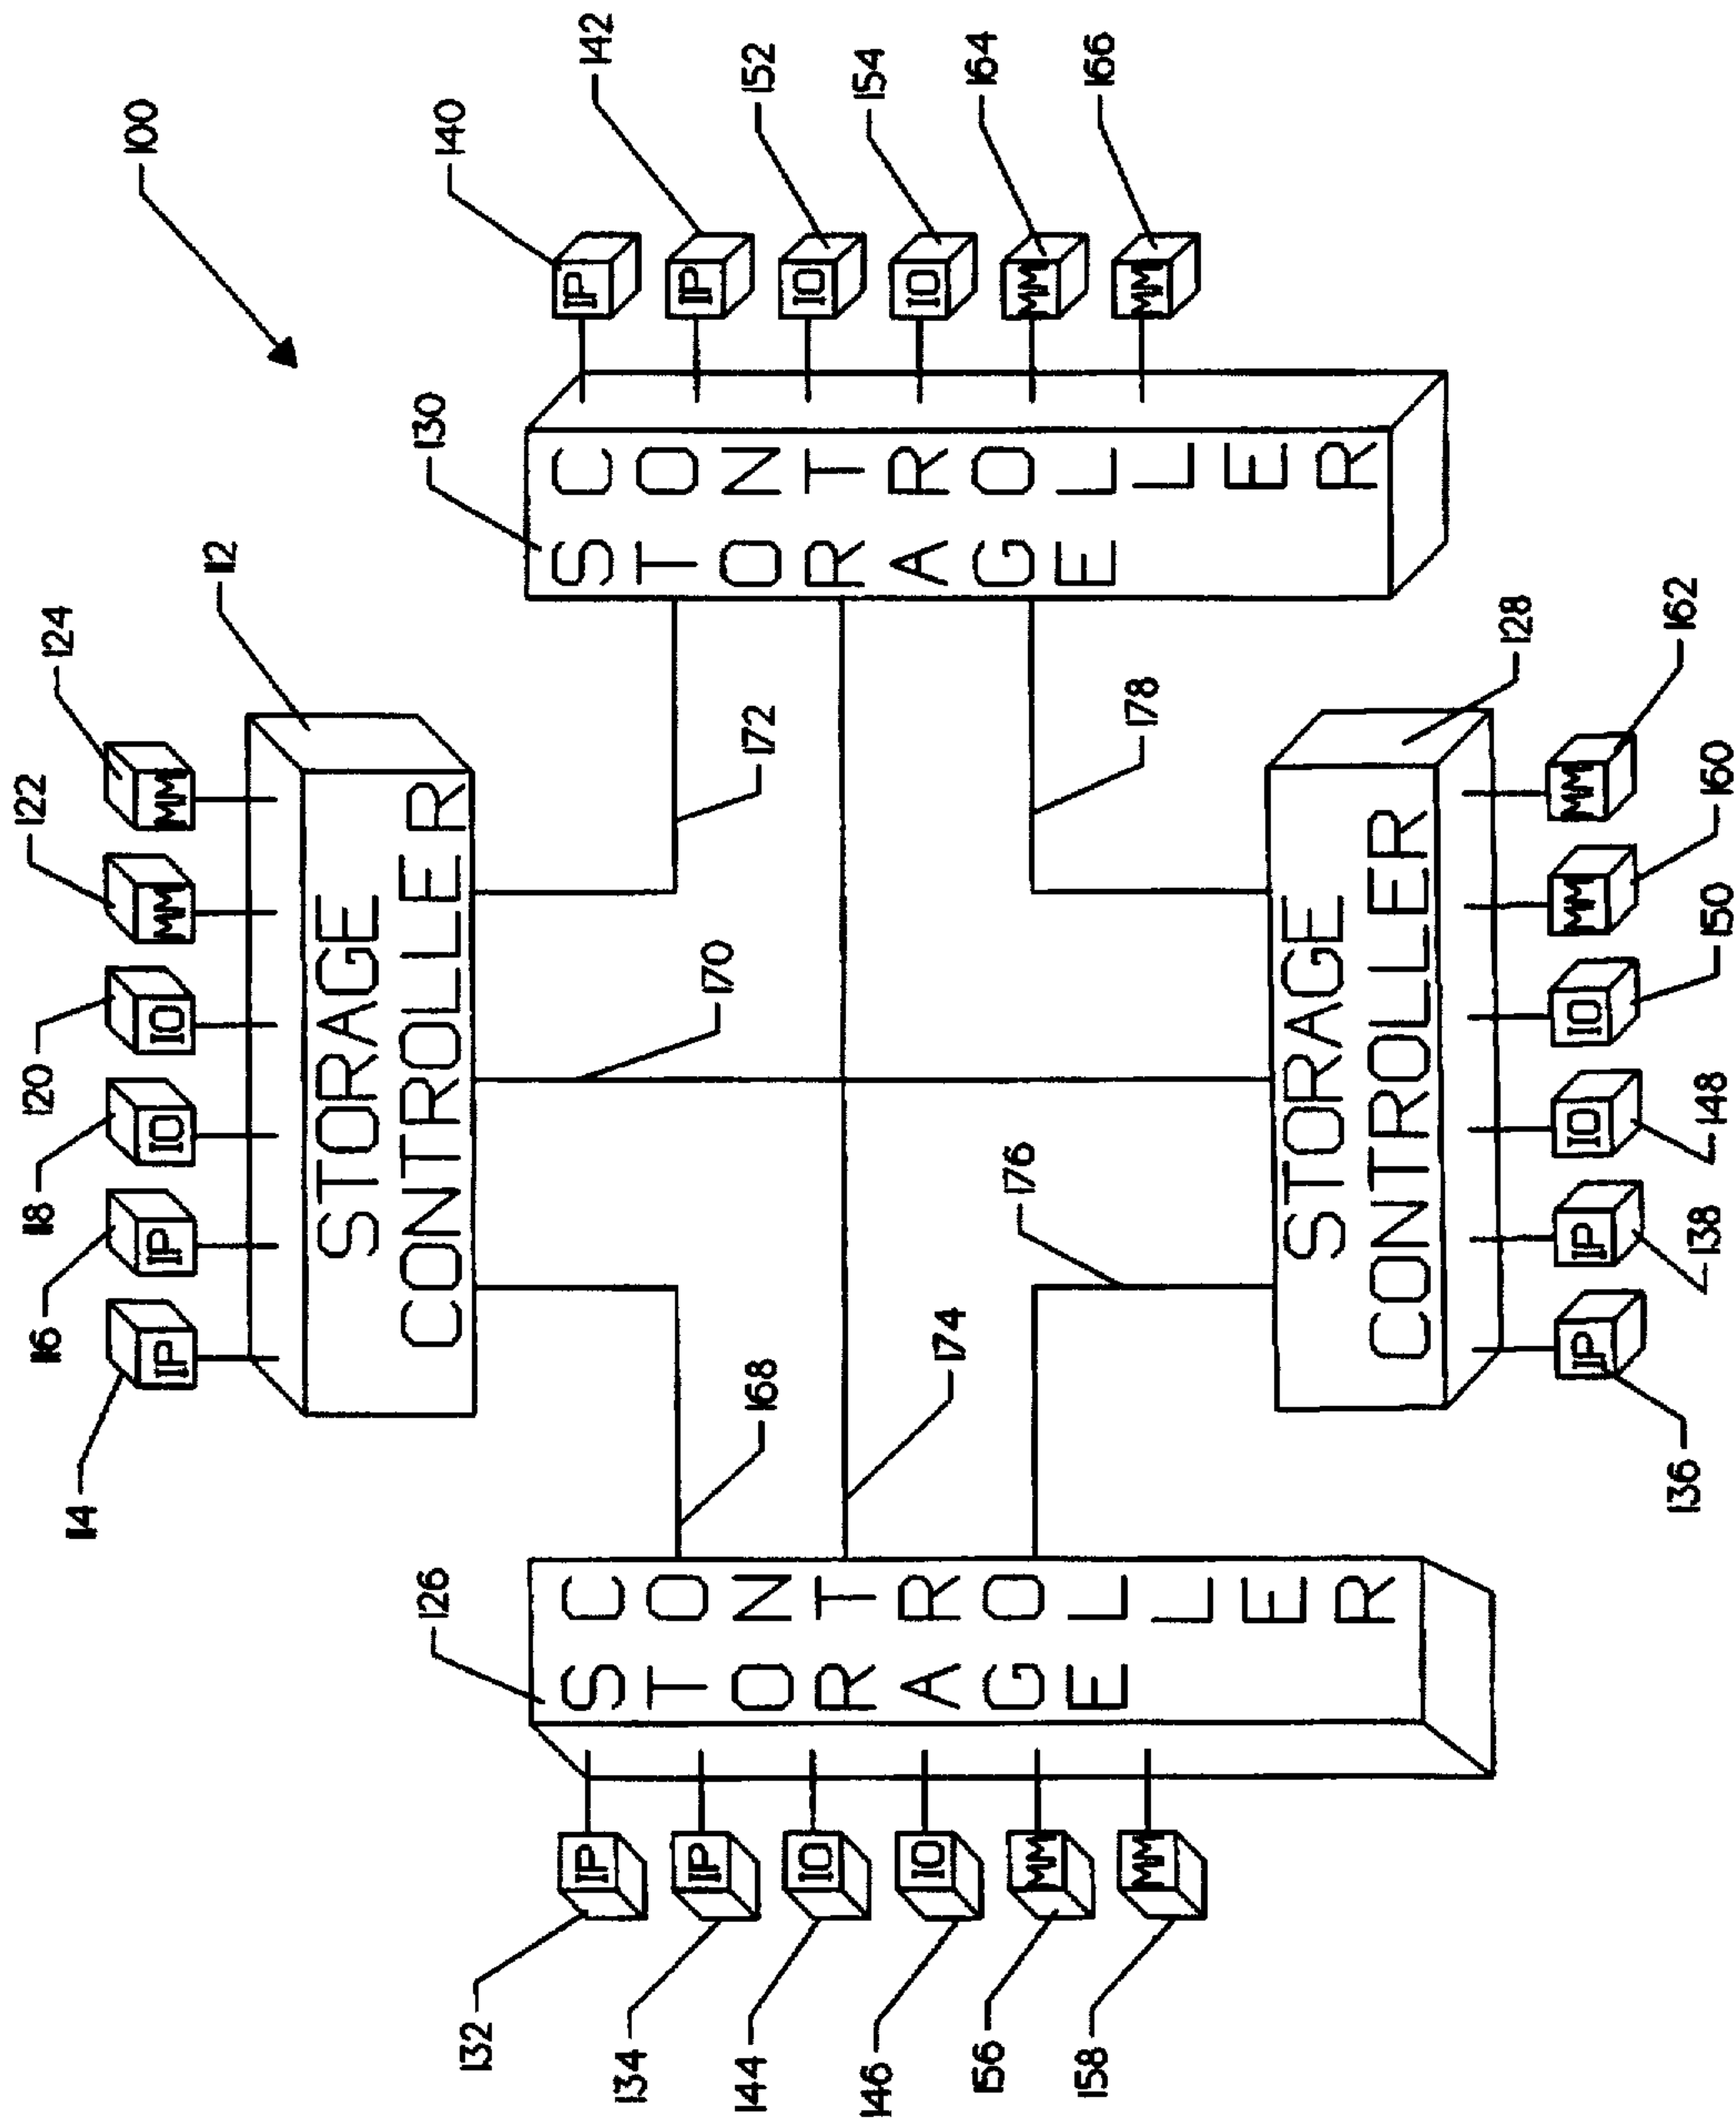 114
116
118
120
122
124
100
IP
IP
IO
IO
MM
MM
112
STORAGE
CONTROLLER
126
130
132
134
144
146
156
158
IP
IP
IO
IO
MM
MM
STORAGE
CONTROLLER
168
170
172
174
176
178
STORAGE
CONTROLLER
IP
IP
IO
IO
MM
MM
140
142
152
154
164
166
STORAGE
CONTROLLER
128
IP
IP
IO
IO
MM
MM
136
138
148
150
160
162